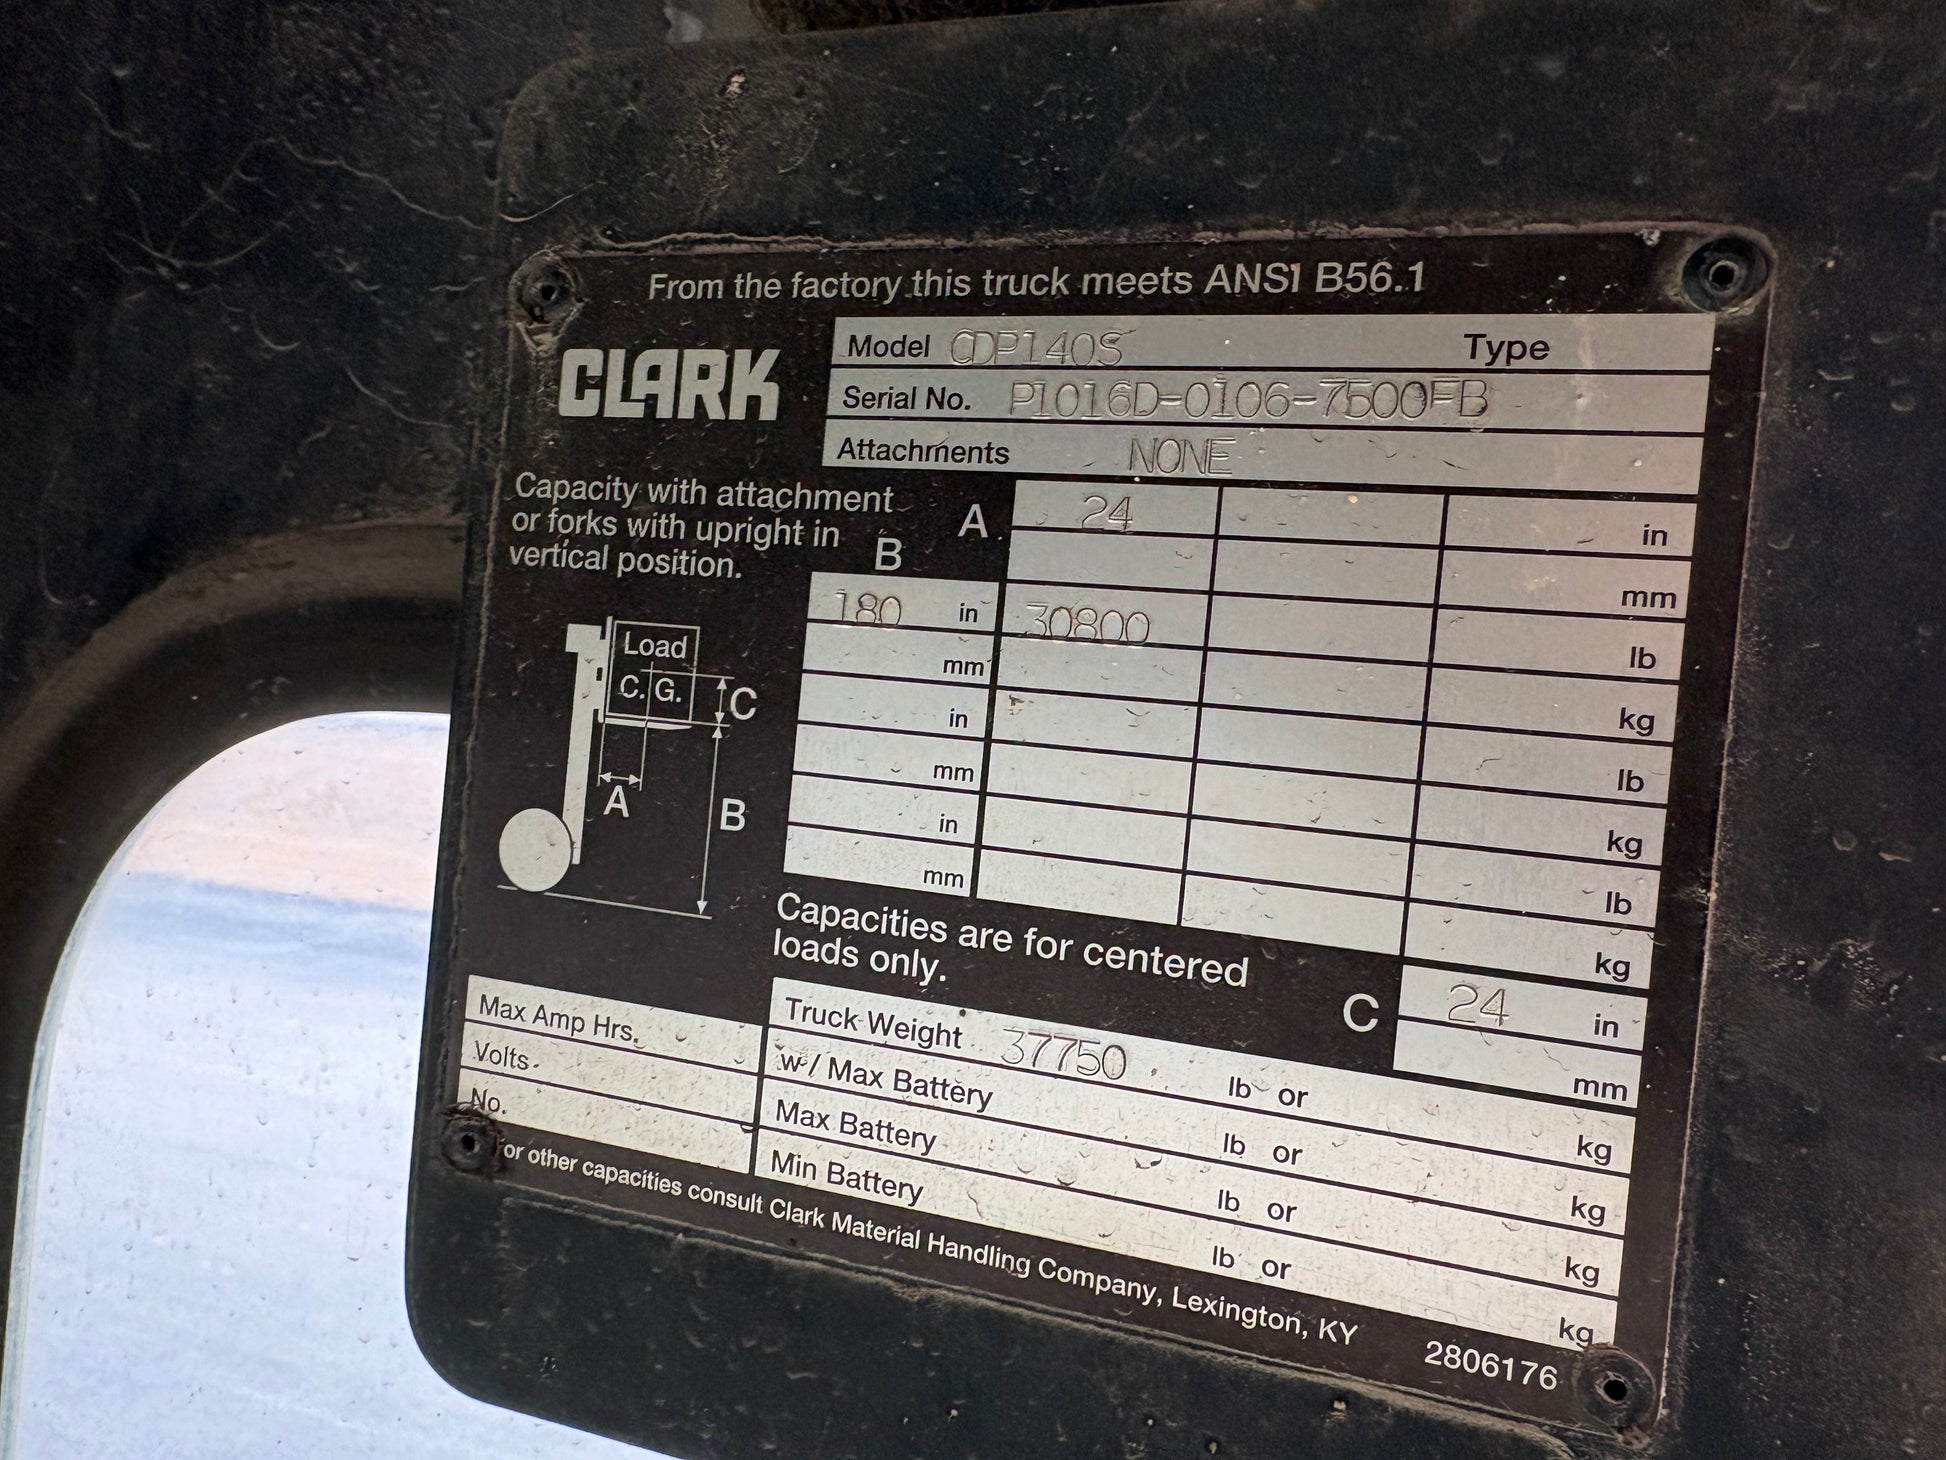 From the factory this truck meets ANSI B56.1
CLARK
Model CDP140S Type
Serial No. P1016D-0106-7500FB
Attachments NONE
Capacity with attachment
or forks with upright in
vertical position.
A 24 in
mm
B
180 in 30800 lb
mm kg
in lb
mm kg
in lb
mm kg
Load
C. G.
C
A
B
Capacities are for centered
loads only.
C 24 in
mm
Max Amp Hrs.
Volts
No.
Truck Weight 37750 lb or kg
w/ Max Battery lb or kg
Max Battery lb or kg
Min Battery lb or kg
For other capacities consult Clark Material Handling Company, Lexington, KY
2806176